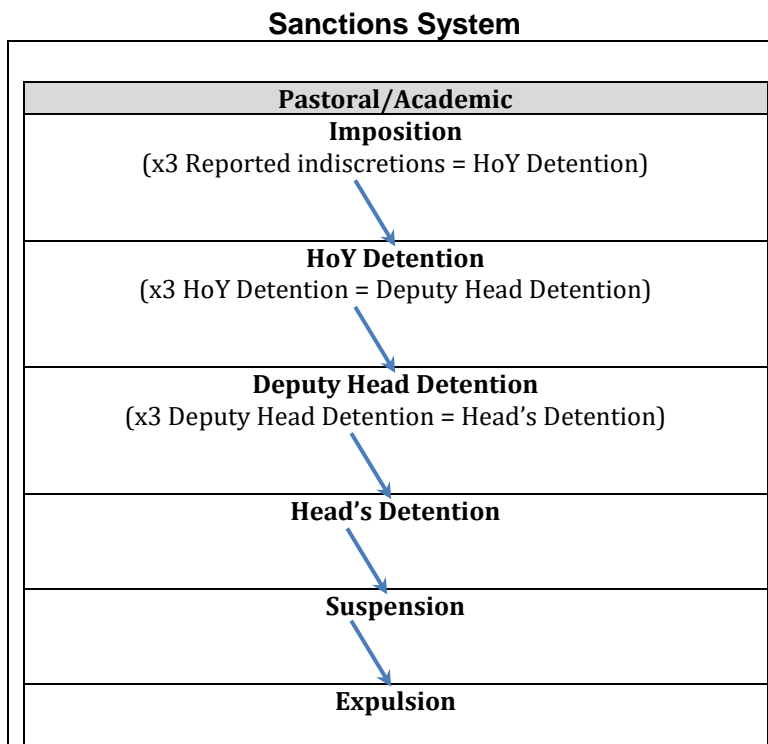 Sanctions System
Pastoral/Academic
Imposition
(x3 Reported indiscretions = HoY Detention)
HoY Detention
(x3 HoY Detention = Deputy Head Detention)
Deputy Head Detention
(x3 Deputy Head Detention = Head’s Detention)
Head’s Detention
Suspension
Expulsion